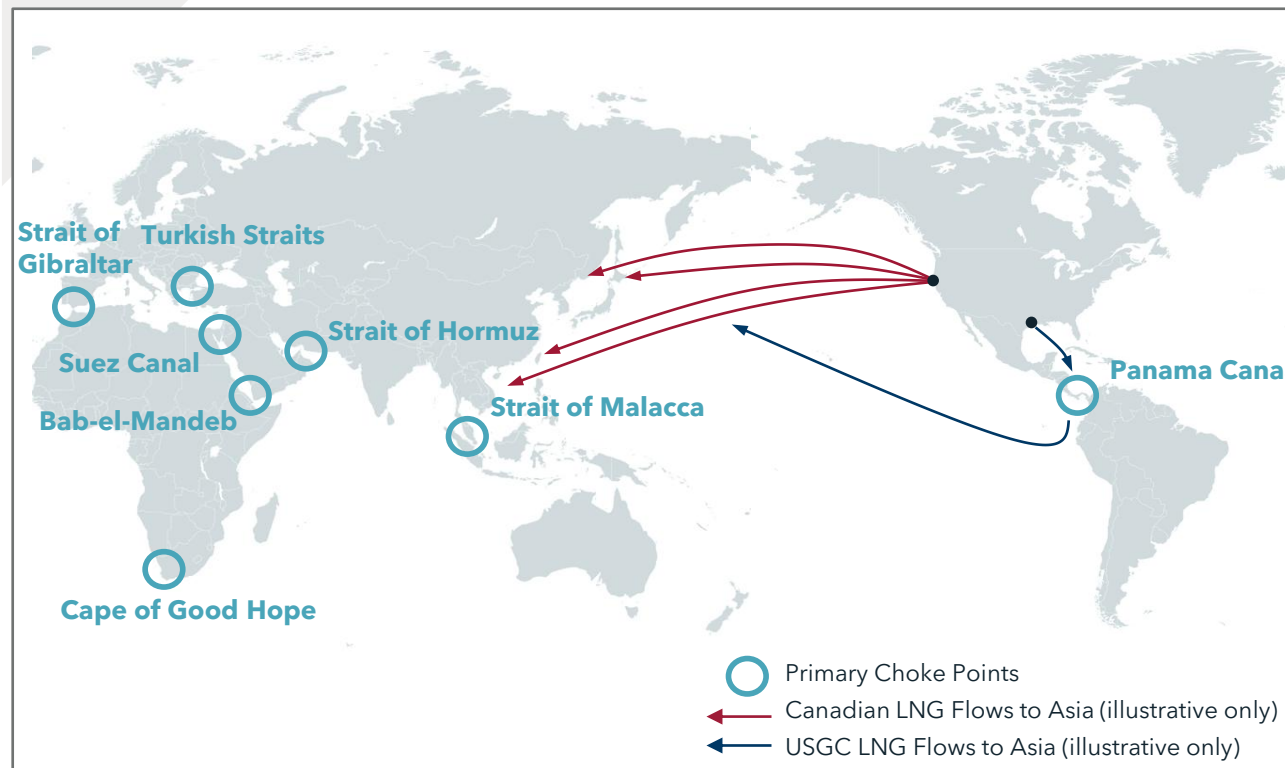 Strait of
Gibraltar
Turkish Straits
Suez Canal
Strait of Hormuz
Bab-el-Mandeb
Strait of Malacca
Panama Cana
Cape of Good Hope
Primary Choke Points
Canadian LNG Flows to Asia (illustrative only)
USGC LNG Flows to Asia (illustrative only)